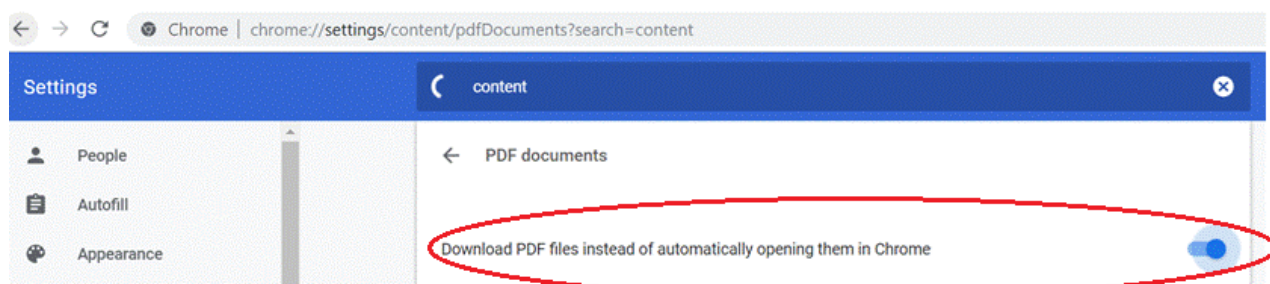 Chrome | chrome://settings/content/pdfDocuments?search=content
Settings
content
People
PDF documents
Autofill
Download PDF files instead of automatically opening them in Chrome
Appearance